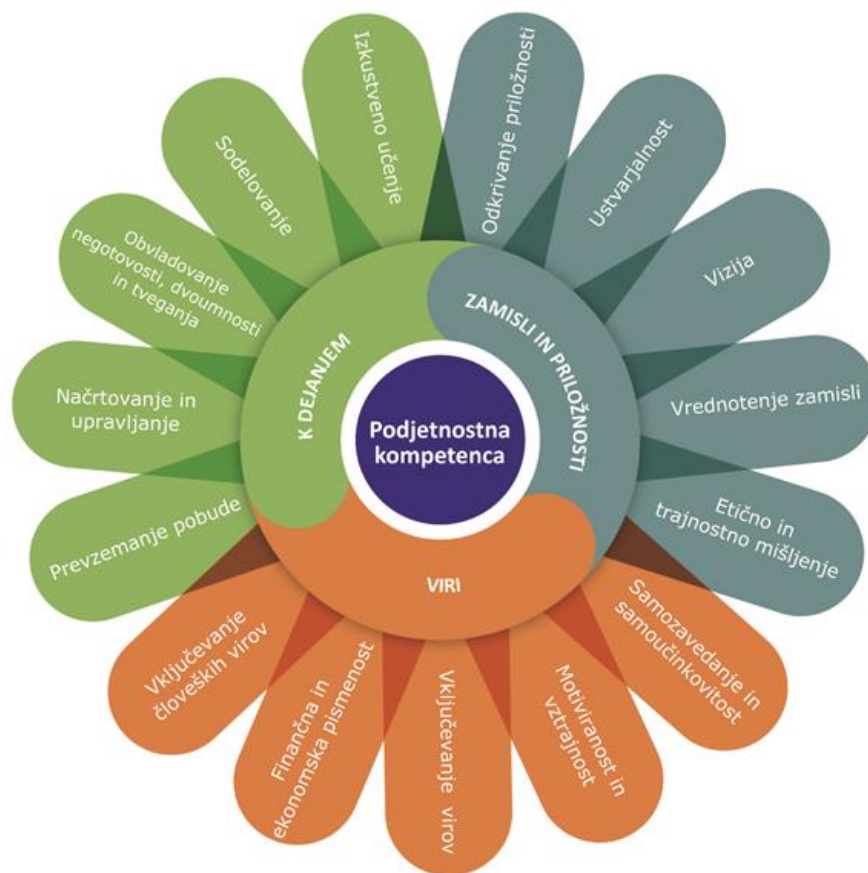 Podjetnostna
kompetenca
ZAMISLI IN PRILOŽNOSTI
Odkrivanje priložnosti
Ustvarjalnost
Vizija
Vrednotenje zamisli
Etično in
trajnostno mišljenje
VIRI
Samozavedanje in
samoučinkovitost
Motiviranost in
vztrajnost
Vključevanje virov
Finančna in
ekonomska pismenost
Vključevanje
človeških virov
K DEJANJEM
Prevzemanje pobude
Načrtovanje in
upravljanje
Obvladovanje
negotovosti, dvoumnosti
in tveganja
Sodelovanje
Izkustveno učenje